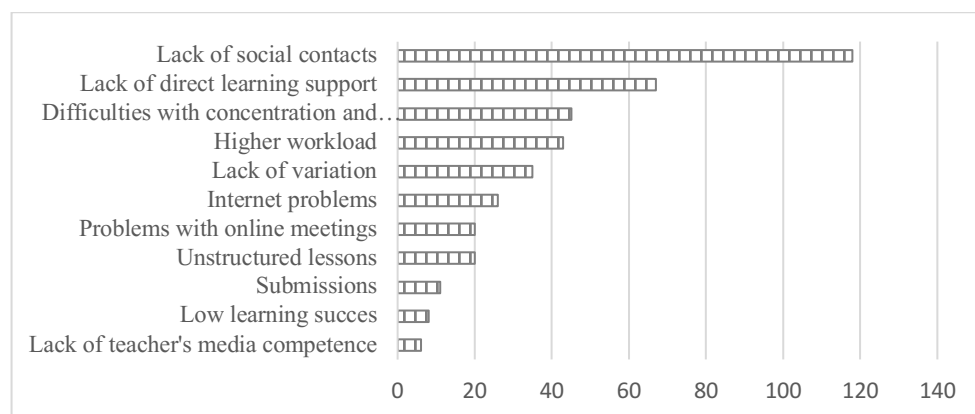 Lack of social contacts
Lack of direct learning support
Difficulties with concentration and…
Higher workload
Lack of variation
Internet problems
Problems with online meetings
Unstructured lessons
Submissions
Low learning succes
Lack of teacher's media competence
0 20 40 60 80 100 120 140